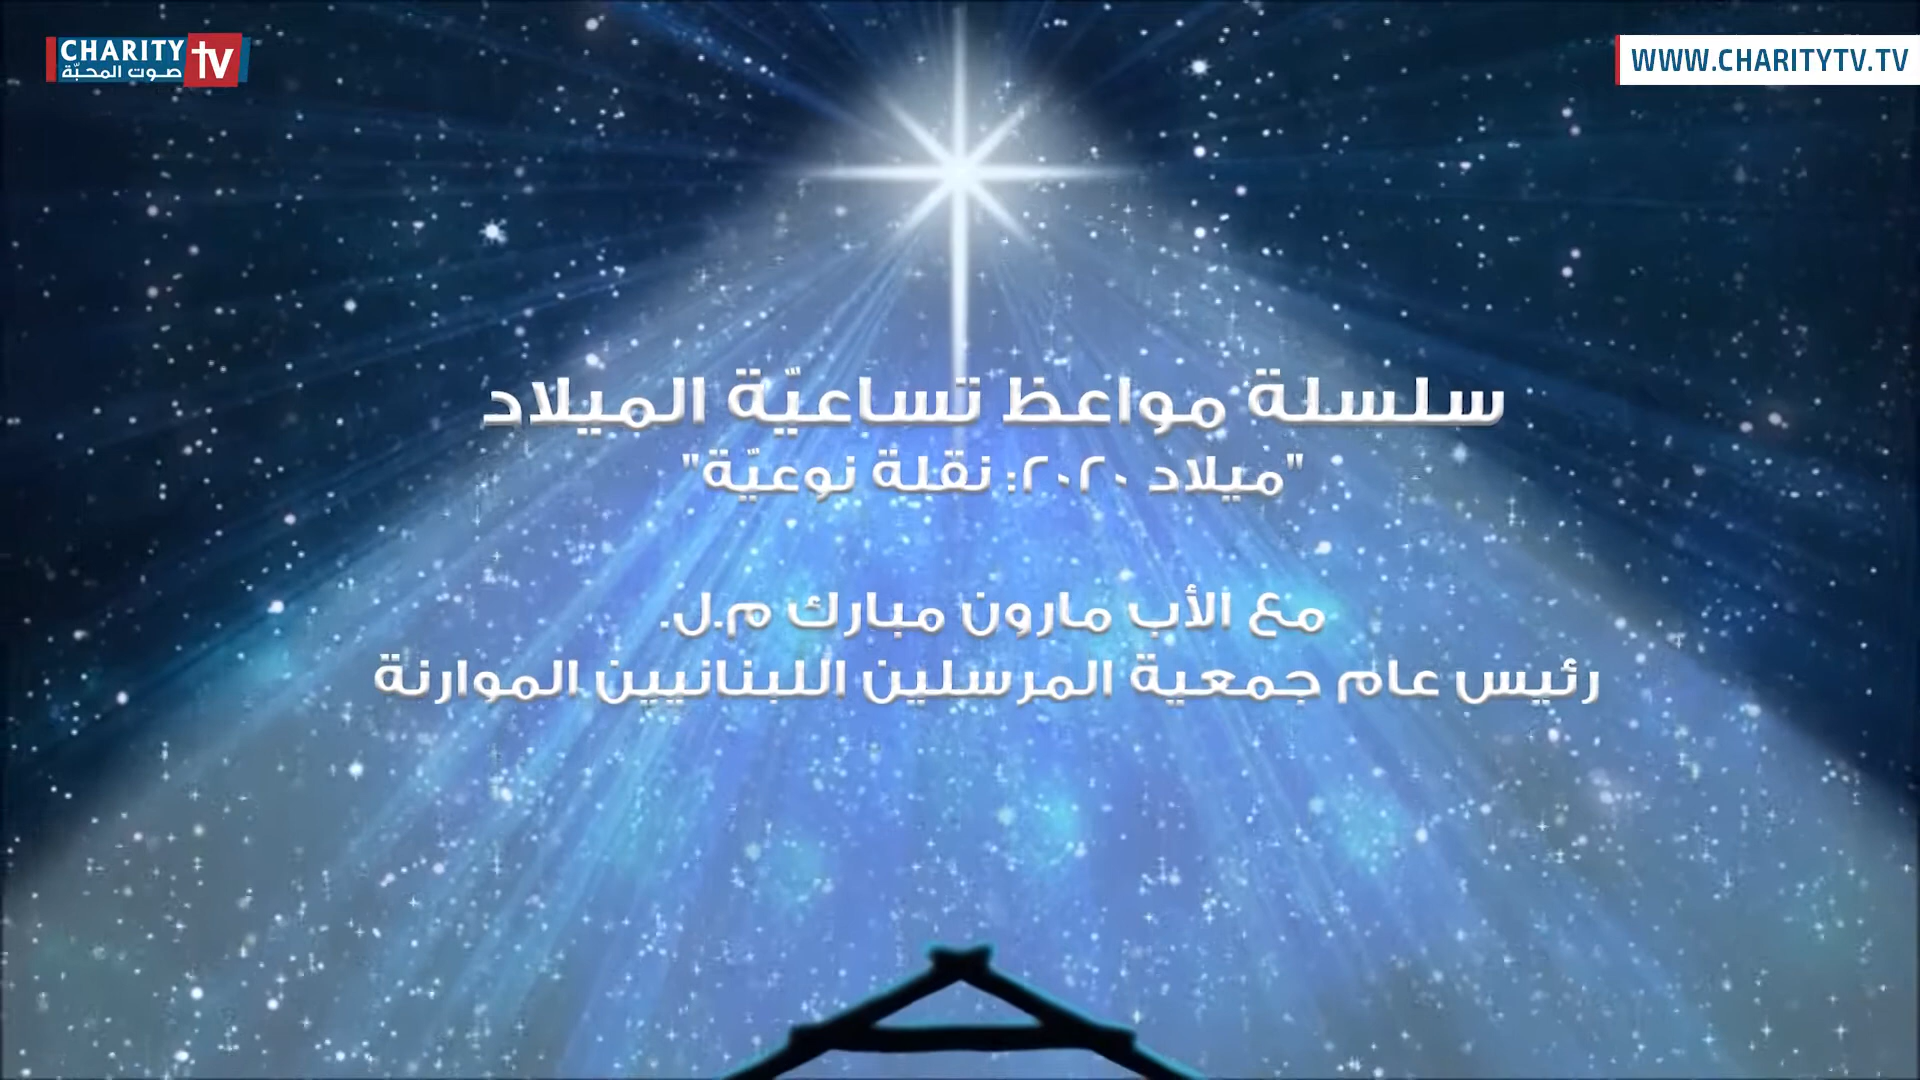 CHARITY tv
صوت المحبّة
WWW.CHARITYTV.TV
سلسلة مواعظ تساعيّة الميلاد
"ميلاد ٢٠٢٠: نقلة نوعيّة"
مع الأب مارون مبارك م.ل.
رئيس عام جمعية المرسلين اللبنانيين الموارنة